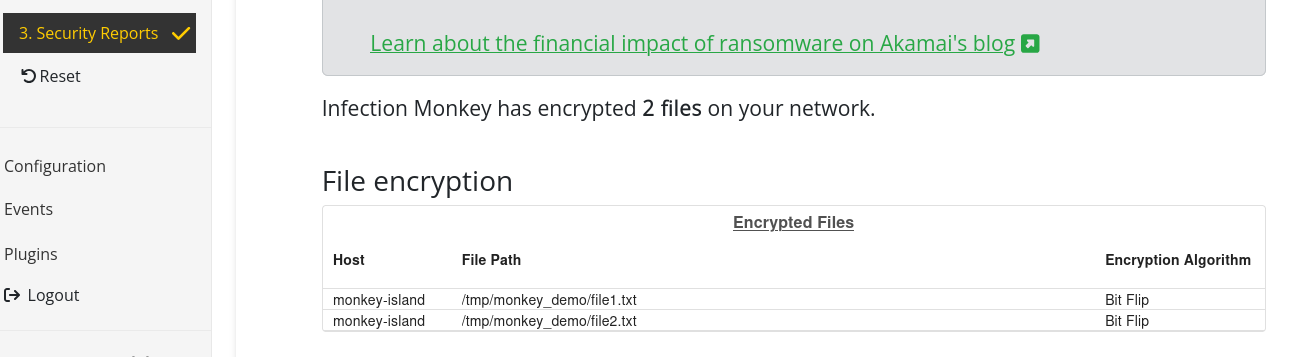 3. Security Reports
Reset
Configuration
Events
Plugins
Logout
Learn about the financial impact of ransomware on Akamai's blog
Infection Monkey has encrypted 2 files on your network.
File encryption
Encrypted Files
Host File Path Encryption Algorithm
monkey-island /tmp/monkey_demo/file1.txt Bit Flip
monkey-island /tmp/monkey_demo/file2.txt Bit Flip